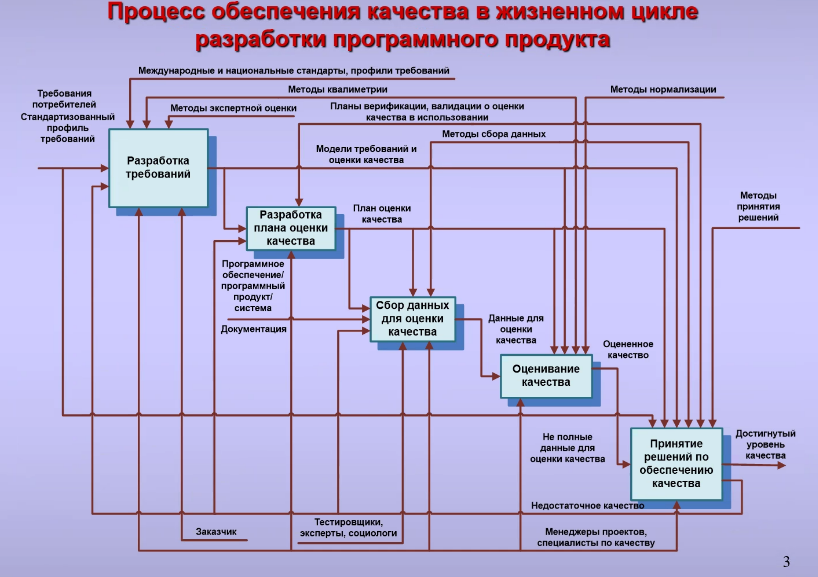 Процесс обеспечения качества в жизненном цикле
разработки программного продукта
Международные и национальные стандарты, профили требований
Методы квалиметрии
Методы нормализации
Требования
потребителей
Стандартизованный
профиль
требований
Методы экспертной оценки
Планы верификации, валидации о оценки
качества в использовании
Методы сбора данных
Модели требований и
оценки качества
Разработка
требований
Методы
принятия
решений
План оценки
качества
Разработка
плана оценки
качества
Программное
обеспечение/
программный
продукт/
система
Документация
Сбор данных
для оценки
качества
Данные для
оценки
качества
Оцененное
качество
Оценивание
качества
Не полные
данные для
оценки качества
Принятие
решений по
обеспечению
качества
Достигнутый
уровень
качества
Недостаточное качество
Заказчик
Тестировщики,
эксперты, социологи
Менеджеры проектов,
специалисты по качеству
3